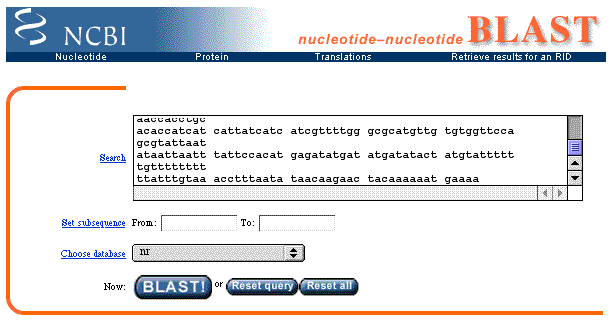 NCBI
nucleotide–nucleotide BLAST
Nucleotide Protein Translations Retrieve results for an RID
aaccacctgc
acaccatcat cattatcatc atcgttttgg gcgcatgttg tgtggttcca
gcgtattaat
ataattaatt tattccacat gagatatgat atgatatact atgtattttt
tgttttttt
ttatttgtaa acctttaata taacaagaac tacaaaaaat gaaaa
Search
Set subsequence From: To:
Choose database nr
Now: BLAST! or Reset query Reset all